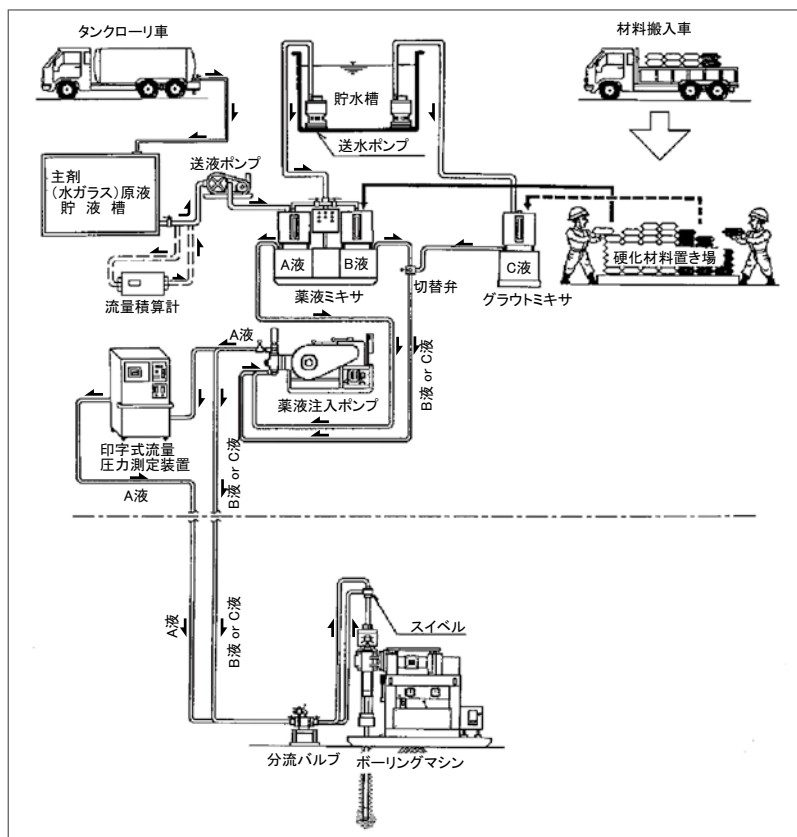 タンクローリ車
材料搬入車
貯水槽
送水ポンプ
送液ポンプ
主剤
(水ガラス)原液
貯液槽
流量積算計
A液
B液
薬液ミキサ
切替弁
C液
グラウトミキサ
硬化材料置き場
A液
薬液注入ポンプ
B液 or C液
印字式流量
圧力測定装置
A液
B液 or C液
A液
B液 or C液
スイベル
分流バルブ
ボーリングマシン